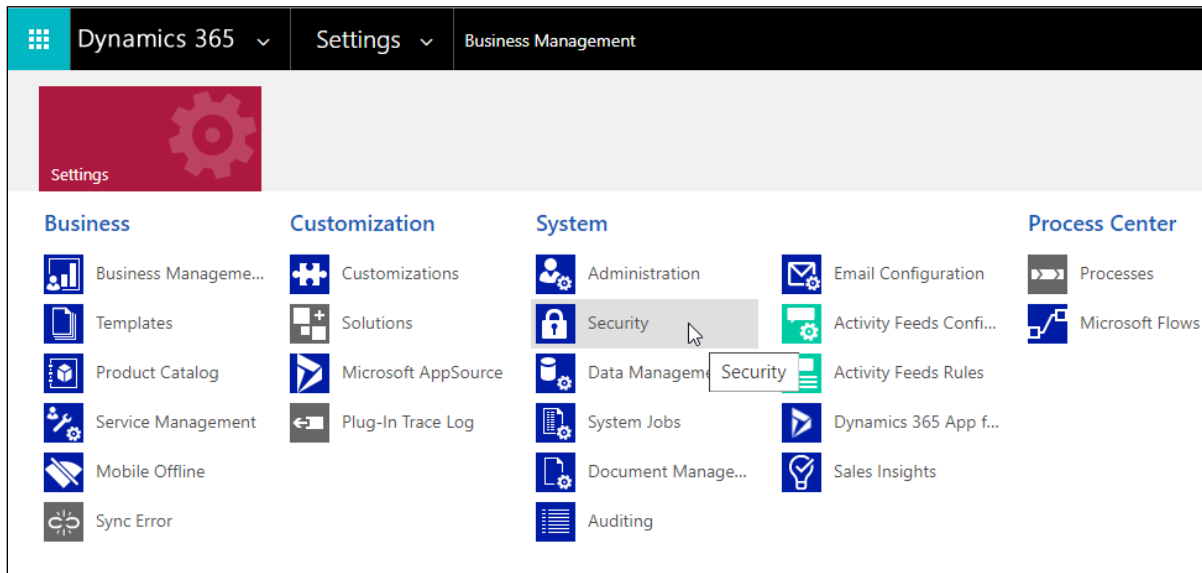 Dynamics 365
Settings
Business Management
Settings
Business
Business Manageme...
Templates
Product Catalog
Service Management
Mobile Offline
Sync Error
Customization
Customizations
Solutions
Microsoft AppSource
Plug-In Trace Log
System
Administration
Security
Data Manageme
Security
System Jobs
Document Manage...
Auditing
Email Configuration
Activity Feeds Confi...
Activity Feeds Rules
Dynamics 365 App f...
Sales Insights
Process Center
Processes
Microsoft Flows